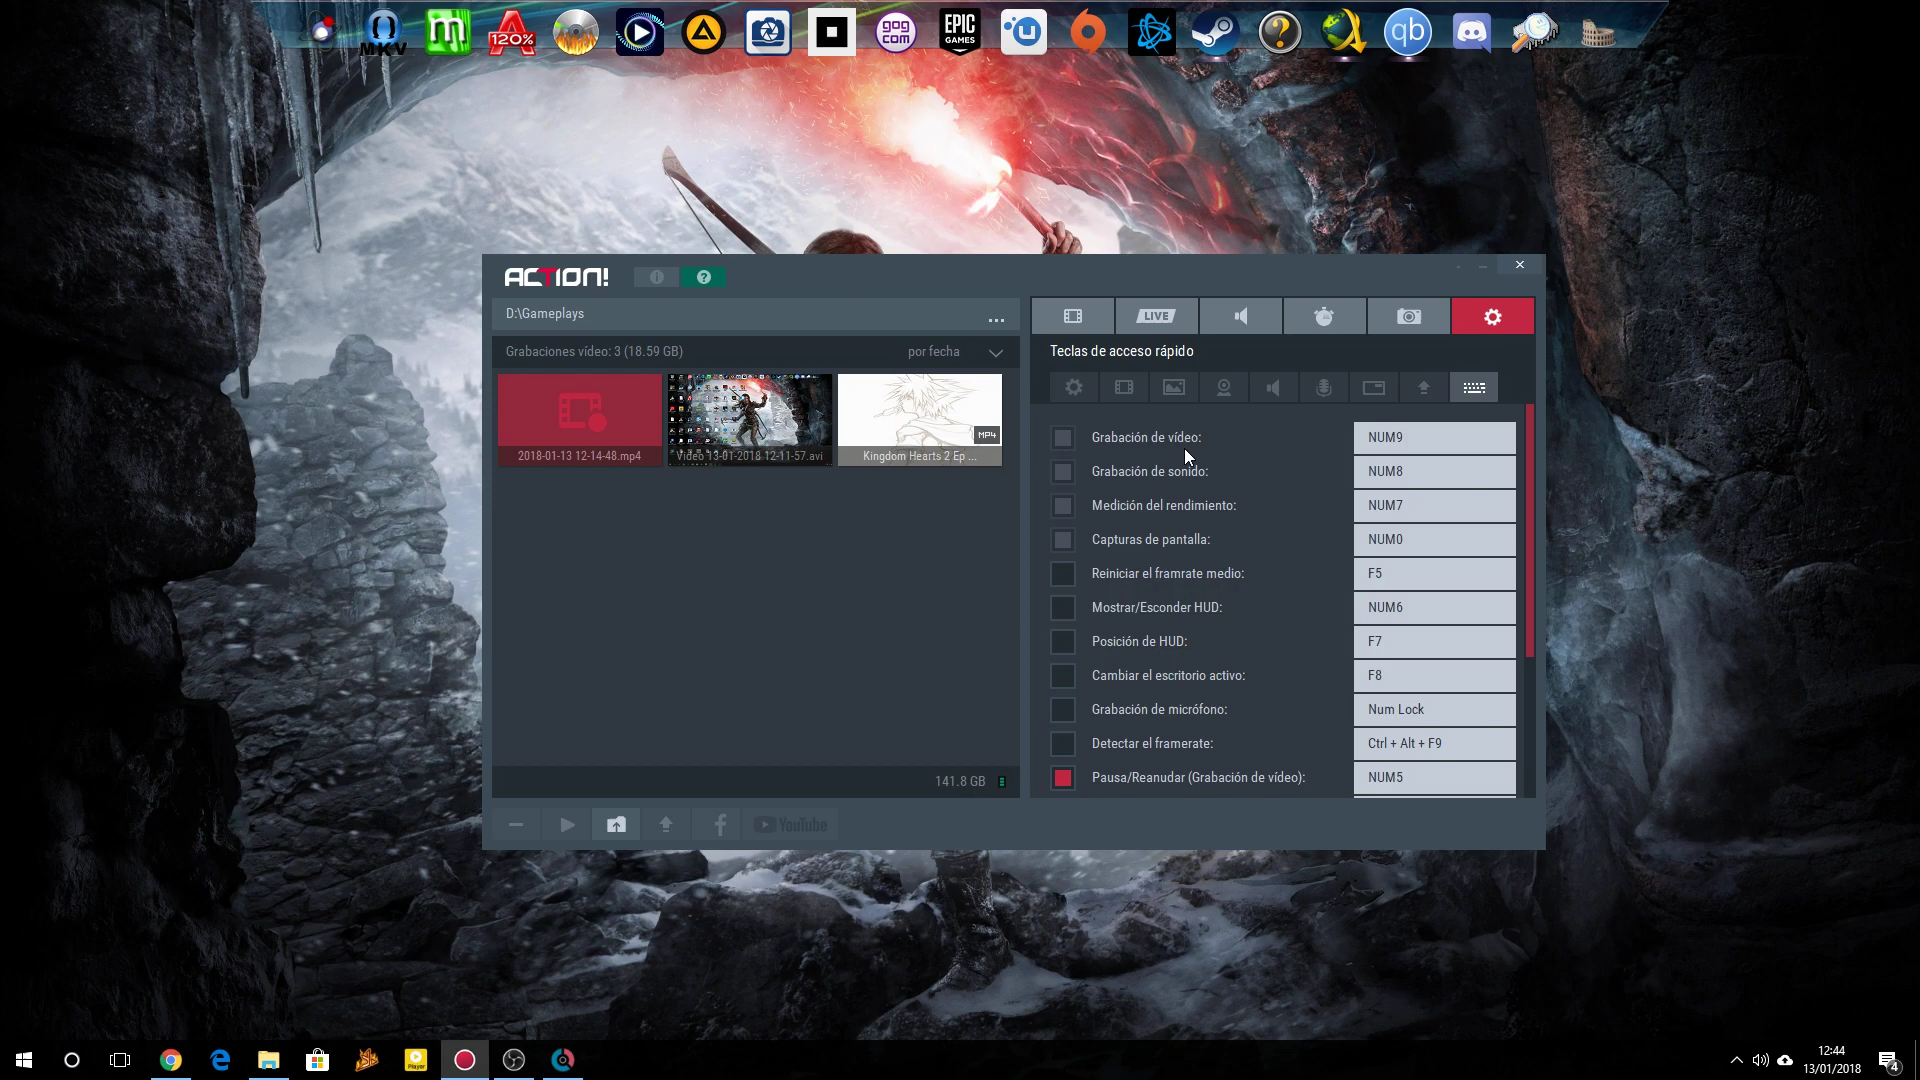 MKV
120%
gog
com
EPIC
GAMES
qb
ACTION!
D:\Gameplays
...
LIVE
Grabaciones vídeo: 3 (18.59 GB)
por fecha
Teclas de acceso rápido
2018-01-13 12-14-48.mp4
Video 13-01-2018 12-11-57.avi
MP4
Kingdom Hearts 2 Ep ...
Grabación de vídeo:
NUM9
Grabación de sonido:
NUM8
Medición del rendimiento:
NUM7
Capturas de pantalla:
NUM0
Reiniciar el framrate medio:
F5
Mostrar/Esconder HUD:
NUM6
Posición de HUD:
F7
Cambiar el escritorio activo:
F8
Grabación de micrófono:
Num Lock
Detectar el framerate:
Ctrl + Alt + F9
Pausa/Reanudar (Grabación de vídeo):
NUM5
141.8 GB
YouTube
Player
12:44
13/01/2018
4